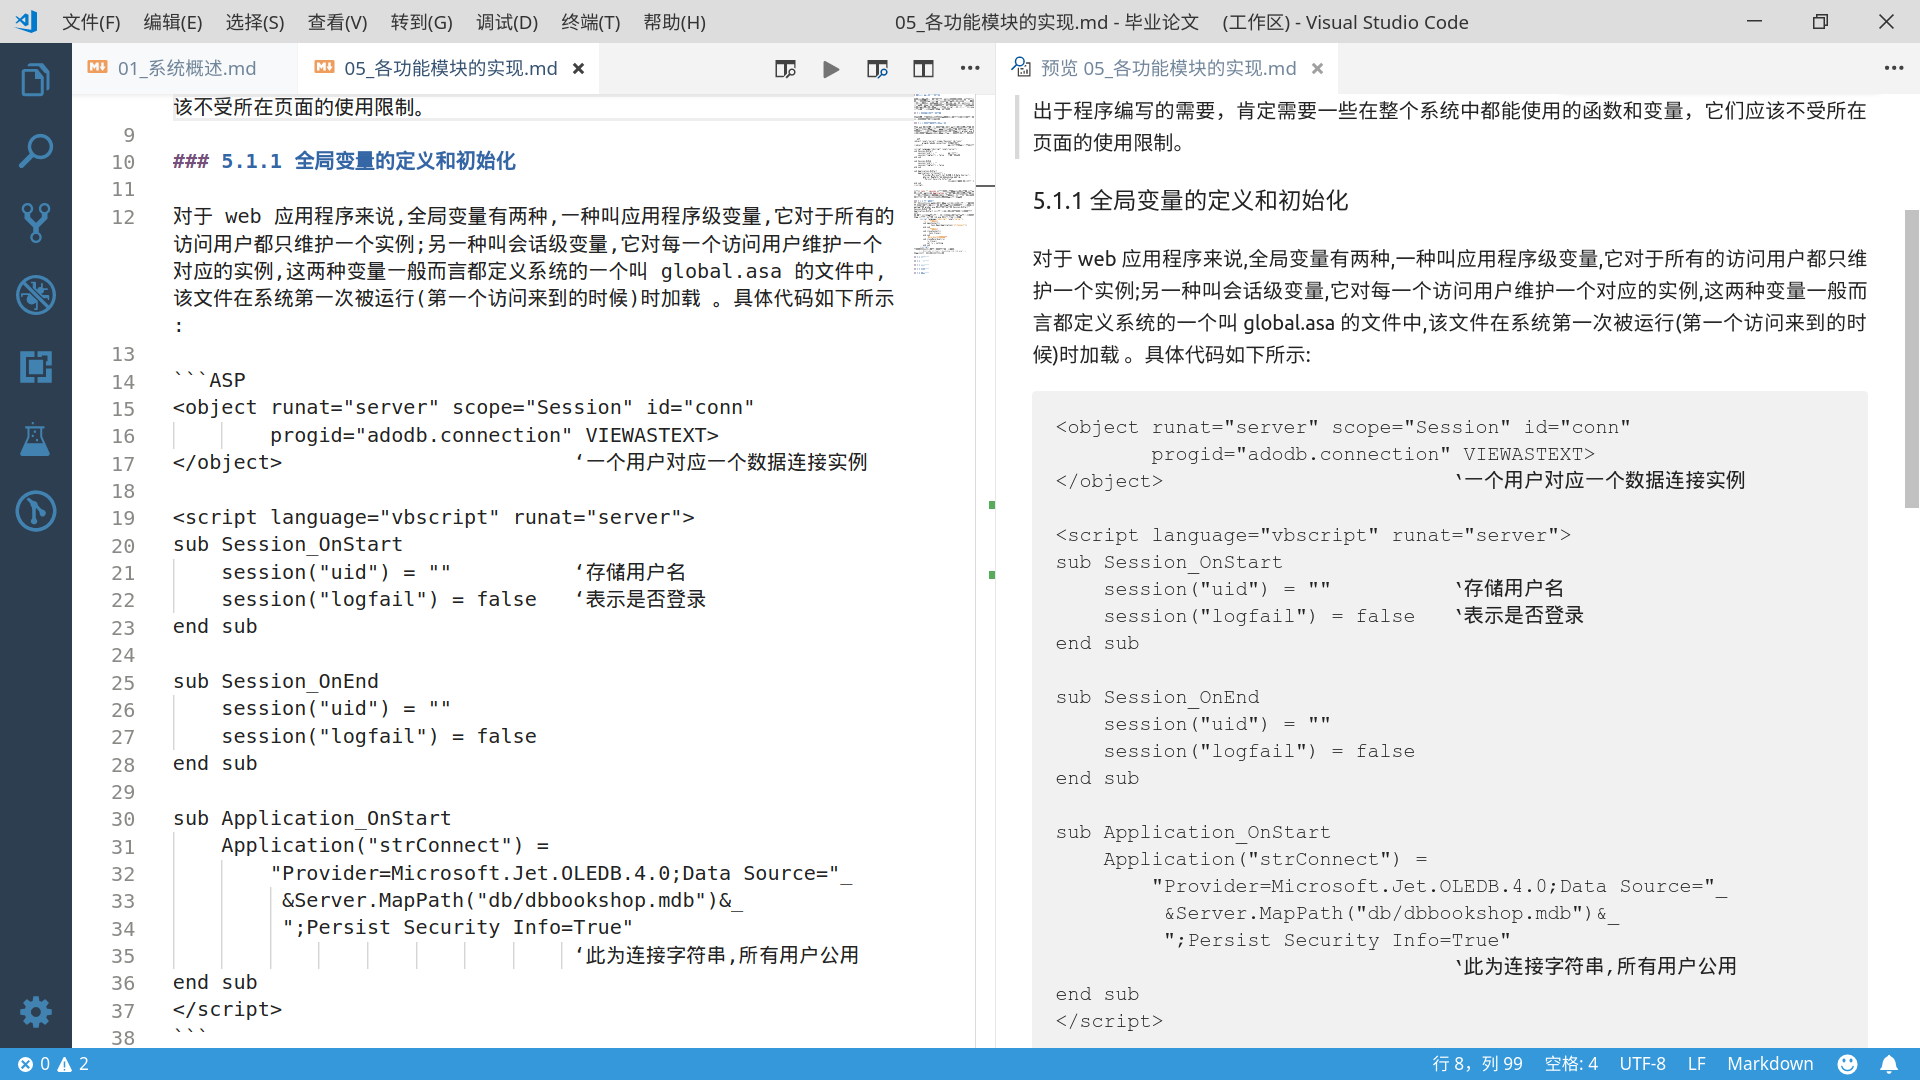 文件(F) 编辑(E) 选择(S) 查看(V) 转到(G) 调试(D) 终端(T) 帮助(H) 05_各功能模块的实现.md - 毕业论文 (工作区) - Visual Studio Code
01_系统概述.md 05_各功能模块的实现.md
该不受所在页面的使用限制。
9
10 ### 5.1.1 全局变量的定义和初始化
11
12 对于 web 应用程序来说,全局变量有两种,一种叫应用程序级变量,它对于所有的
访问用户都只维护一个实例;另一种叫会话级变量,它对每一个访问用户维护一个
对应的实例,这两种变量一般而言都定义系统的一个叫 global.asa 的文件中,
该文件在系统第一次被运行(第一个访问来到的时候)时加载 。具体代码如下所示
:
13
14 ```ASP
15 <object runat="server" scope="Session" id="conn"
16         progid="adodb.connection" VIEWASTEXT>
17 </object>                        ‘一个用户对应一个数据连接实例
18
19 <script language="vbscript" runat="server">
20 sub Session_OnStart
21     session("uid") = ""          ‘存储用户名
22     session("logfail") = false   ‘表示是否登录
23 end sub
24
25 sub Session_OnEnd
26     session("uid") = ""
27     session("logfail") = false
28 end sub
29
30 sub Application_OnStart
31     Application("strConnect") =
32         "Provider=Microsoft.Jet.OLEDB.4.0;Data Source="_
33          &Server.MapPath("db/dbbookshop.mdb")&_
34          ";Persist Security Info=True"
35                                  ‘此为连接字符串,所有用户公用
36 end sub
37 </script>
38 ```
预览 05_各功能模块的实现.md
出于程序编写的需要，肯定需要一些在整个系统中都能使用的函数和变量，它们应该不受所在
页面的使用限制。
5.1.1 全局变量的定义和初始化
对于 web 应用程序来说,全局变量有两种,一种叫应用程序级变量,它对于所有的访问用户都只维
护一个实例;另一种叫会话级变量,它对每一个访问用户维护一个对应的实例,这两种变量一般而
言都定义系统的一个叫 global.asa 的文件中,该文件在系统第一次被运行(第一个访问来到的时
候)时加载 。具体代码如下所示:
<object runat="server" scope="Session" id="conn"
        progid="adodb.connection" VIEWASTEXT>
</object>                        ‘一个用户对应一个数据连接实例
<script language="vbscript" runat="server">
sub Session_OnStart
    session("uid") = ""          ‘存储用户名
    session("logfail") = false   ‘表示是否登录
end sub
sub Session_OnEnd
    session("uid") = ""
    session("logfail") = false
end sub
sub Application_OnStart
    Application("strConnect") =
        "Provider=Microsoft.Jet.OLEDB.4.0;Data Source="_
         &Server.MapPath("db/dbbookshop.mdb")&_
         ";Persist Security Info=True"
                                 ‘此为连接字符串,所有用户公用
end sub
</script>
0 2 行 8，列 99 空格: 4 UTF-8 LF Markdown